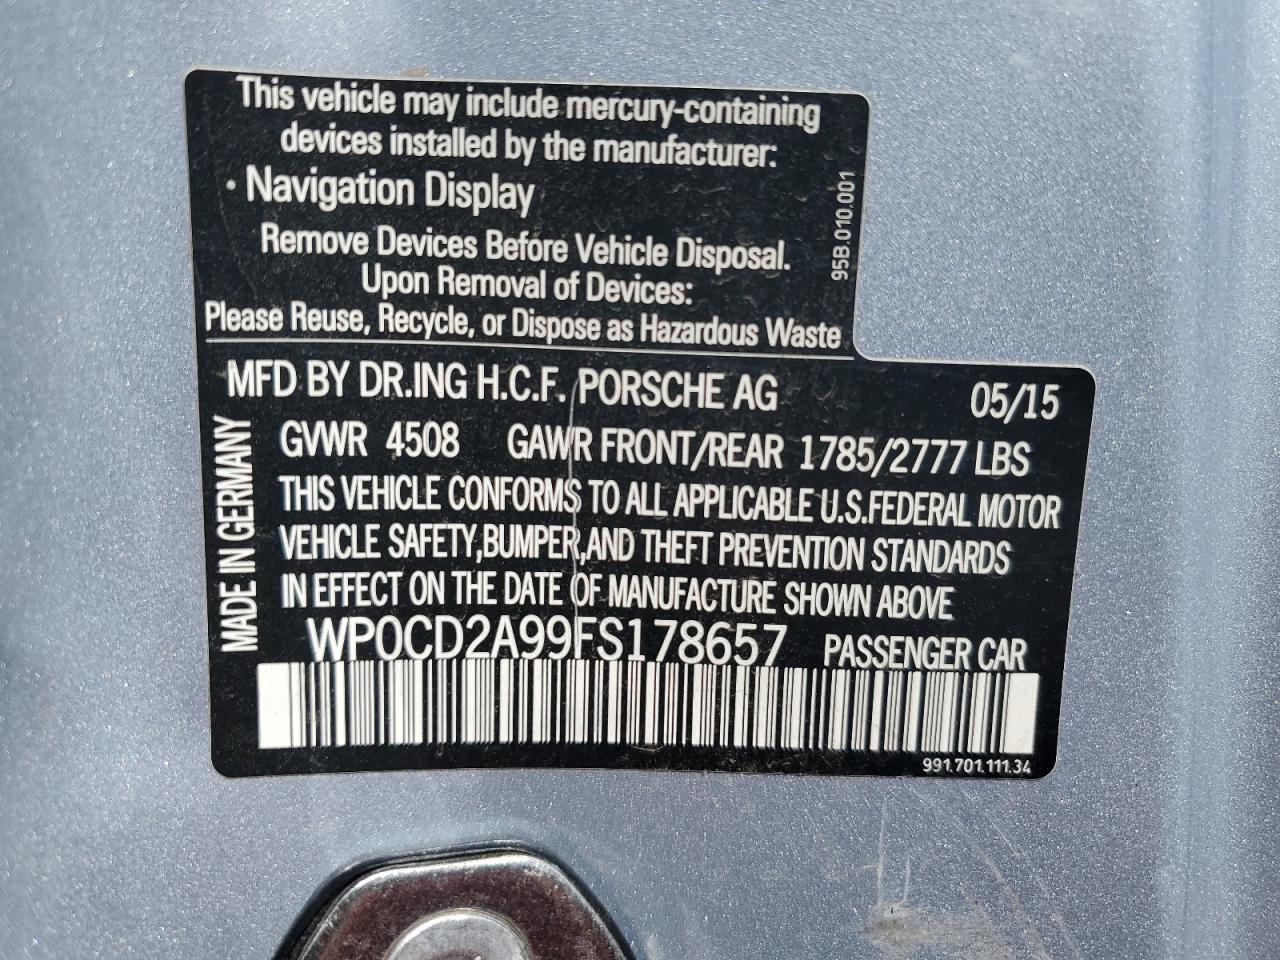 This vehicle may include mercury-containing
devices installed by the manufacturer:
• Navigation Display
Remove Devices Before Vehicle Disposal.
Upon Removal of Devices:
Please Reuse, Recycle, or Dispose as Hazardous Waste
95B.010.001
MFD BY DR.ING H.C.F. PORSCHE AG 05/15
GVWR 4508 GAWR FRONT/REAR 1785/2777 LBS
THIS VEHICLE CONFORMS TO ALL APPLICABLE U.S.FEDERAL MOTOR
VEHICLE SAFETY,BUMPER,AND THEFT PREVENTION STANDARDS
IN EFFECT ON THE DATE OF MANUFACTURE SHOWN ABOVE
MADE IN GERMANY
WP0CD2A99FS178657 PASSENGER CAR
991.701.111.34